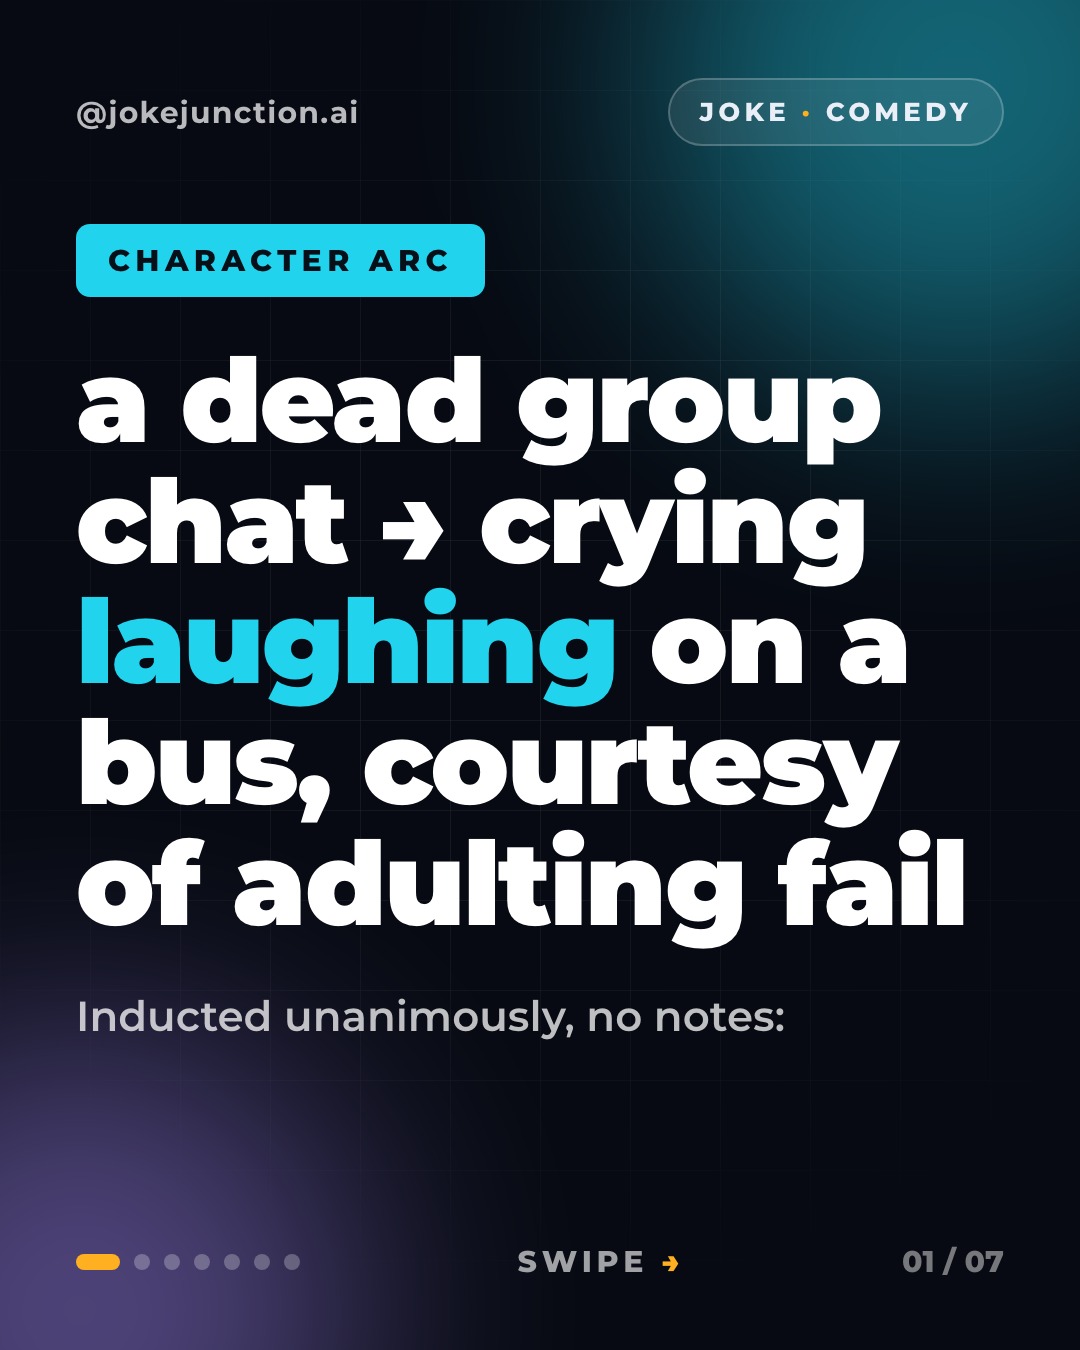 @jokejunction.ai
JOKE · COMEDY
CHARACTER ARC
a dead group
chat → crying
laughing on a
bus, courtesy
of adulting fail
Inducted unanimously, no notes:
SWIPE →
01 / 07